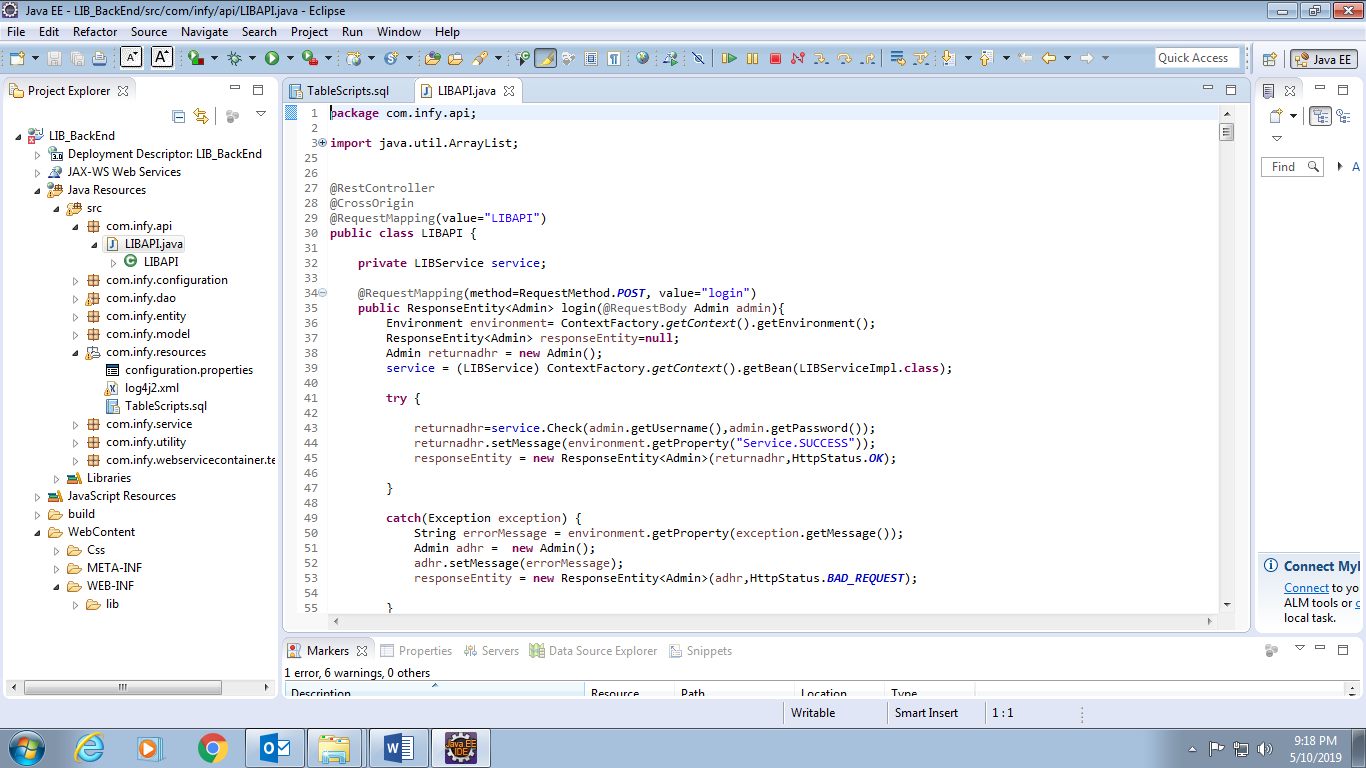 Java EE - LIB_BackEnd/src/com/infy/api/LIBAPI.java - Eclipse
File Edit Refactor Source Navigate Search Project Run Window Help
Quick Access
Java EE
Project Explorer
LIB_BackEnd
Deployment Descriptor: LIB_BackEnd
JAX-WS Web Services
Java Resources
src
com.infy.api
LIBAPI.java
LIBAPI
com.infy.configuration
com.infy.dao
com.infy.entity
com.infy.model
com.infy.resources
configuration.properties
log4j2.xml
TableScripts.sql
com.infy.service
com.infy.utility
com.infy.webservicecontainer.te
Libraries
JavaScript Resources
build
WebContent
Css
META-INF
WEB-INF
lib
TableScripts.sql LIBAPI.java
1 package com.infy.api;
2
3 import java.util.ArrayList;
25
26
27 @RestController
28 @CrossOrigin
29 @RequestMapping(value="LIBAPI")
30 public class LIBAPI {
31
32 private LIBService service;
33
34 @RequestMapping(method=RequestMethod.POST, value="login")
35 public ResponseEntity<Admin> login(@RequestBody Admin admin){
36 Environment environment= ContextFactory.getContext().getEnvironment();
37 ResponseEntity<Admin> responseEntity=null;
38 Admin returnadhr = new Admin();
39 service = (LIBService) ContextFactory.getContext().getBean(LIBServiceImpl.class);
40
41 try {
42
43 returnadhr=service.Check(admin.getUsername(),admin.getPassword());
44 returnadhr.setMessage(environment.getProperty("Service.SUCCESS"));
45 responseEntity = new ResponseEntity<Admin>(returnadhr,HttpStatus.OK);
46
47 }
48
49 catch(Exception exception) {
50 String errorMessage = environment.getProperty(exception.getMessage());
51 Admin adhr = new Admin();
52 adhr.setMessage(errorMessage);
53 responseEntity = new ResponseEntity<Admin>(adhr,HttpStatus.BAD_REQUEST);
54
55 }
Find A
Connect Myl
Connect to yo
ALM tools or c
local task.
Markers Properties Servers Data Source Explorer Snippets
1 error, 6 warnings, 0 others
Description Resource Path Location Type
Writable Smart Insert 1 : 1
Java EE
IDE
9:18 PM
5/10/2019